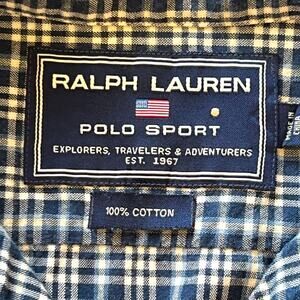 RALPH LAUREN
POLO SPORT
EXPLORERS, TRAVELERS & ADVENTURERS
EST. 1967
100% COTTON
MADE IN
CHINA